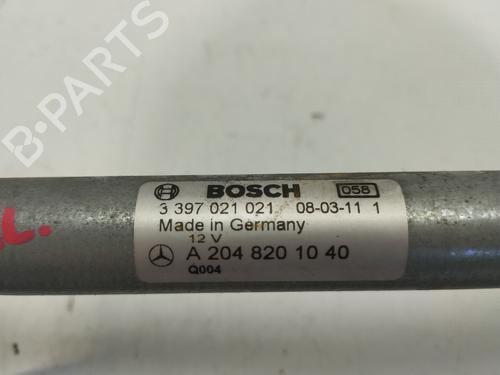 B-PARTS
BOSCH 058
3 397 021 021 08-03-11 1
Made in Germany
12 V
A 204 820 10 40
Q004